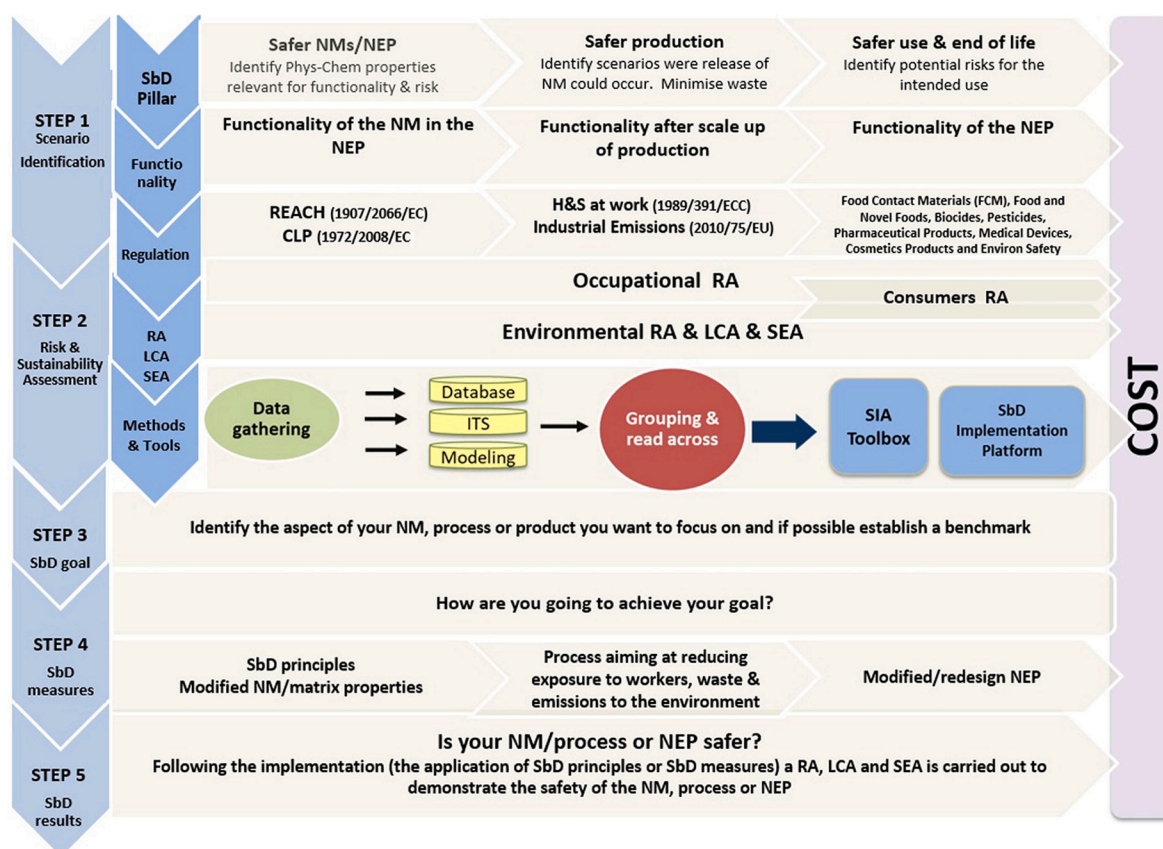 STEP 1
Scenario
Identification
SbD
Pillar
Safer NMs/NEP
Identify Phys-Chem properties
relevant for functionality & risk
Safer production
Identify scenarios were release of
NM could occur.  Minimise waste
Safer use & end of life
Identify potential risks for the
intended use
Functio
nality
Functionality of the NM in the
NEP
Functionality after scale up
of production
Functionality of the NEP
Regulation
REACH (1907/2066/EC)
CLP (1972/2008/EC
H&S at work (1989/391/ECC)
Industrial Emissions (2010/75/EU)
Food Contact Materials (FCM), Food and
Novel Foods, Biocides, Pesticides,
Pharmaceutical Products, Medical Devices,
Cosmetics Products and Environ Safety
STEP 2
Risk &
Sustainability
Assessment
RA
LCA
SEA
Occupational RA
Consumers RA
Environmental RA & LCA & SEA
Methods
& Tools
Data
gathering
Database
ITS
Modeling
Grouping &
read across
SIA
Toolbox
SbD
Implementation
Platform
STEP 3
SbD goal
Identify the aspect of your NM, process or product you want to focus on and if possible establish a benchmark
STEP 4
SbD
measures
How are you going to achieve your goal?
SbD principles
Modified NM/matrix properties
Process aiming at reducing
exposure to workers, waste &
emissions to the environment
Modified/redesign NEP
STEP 5
SbD
results
Is your NM/process or NEP safer?
Following the implementation (the application of SbD principles or SbD measures) a RA, LCA and SEA is carried out to
demonstrate the safety of the NM, process or NEP
COST